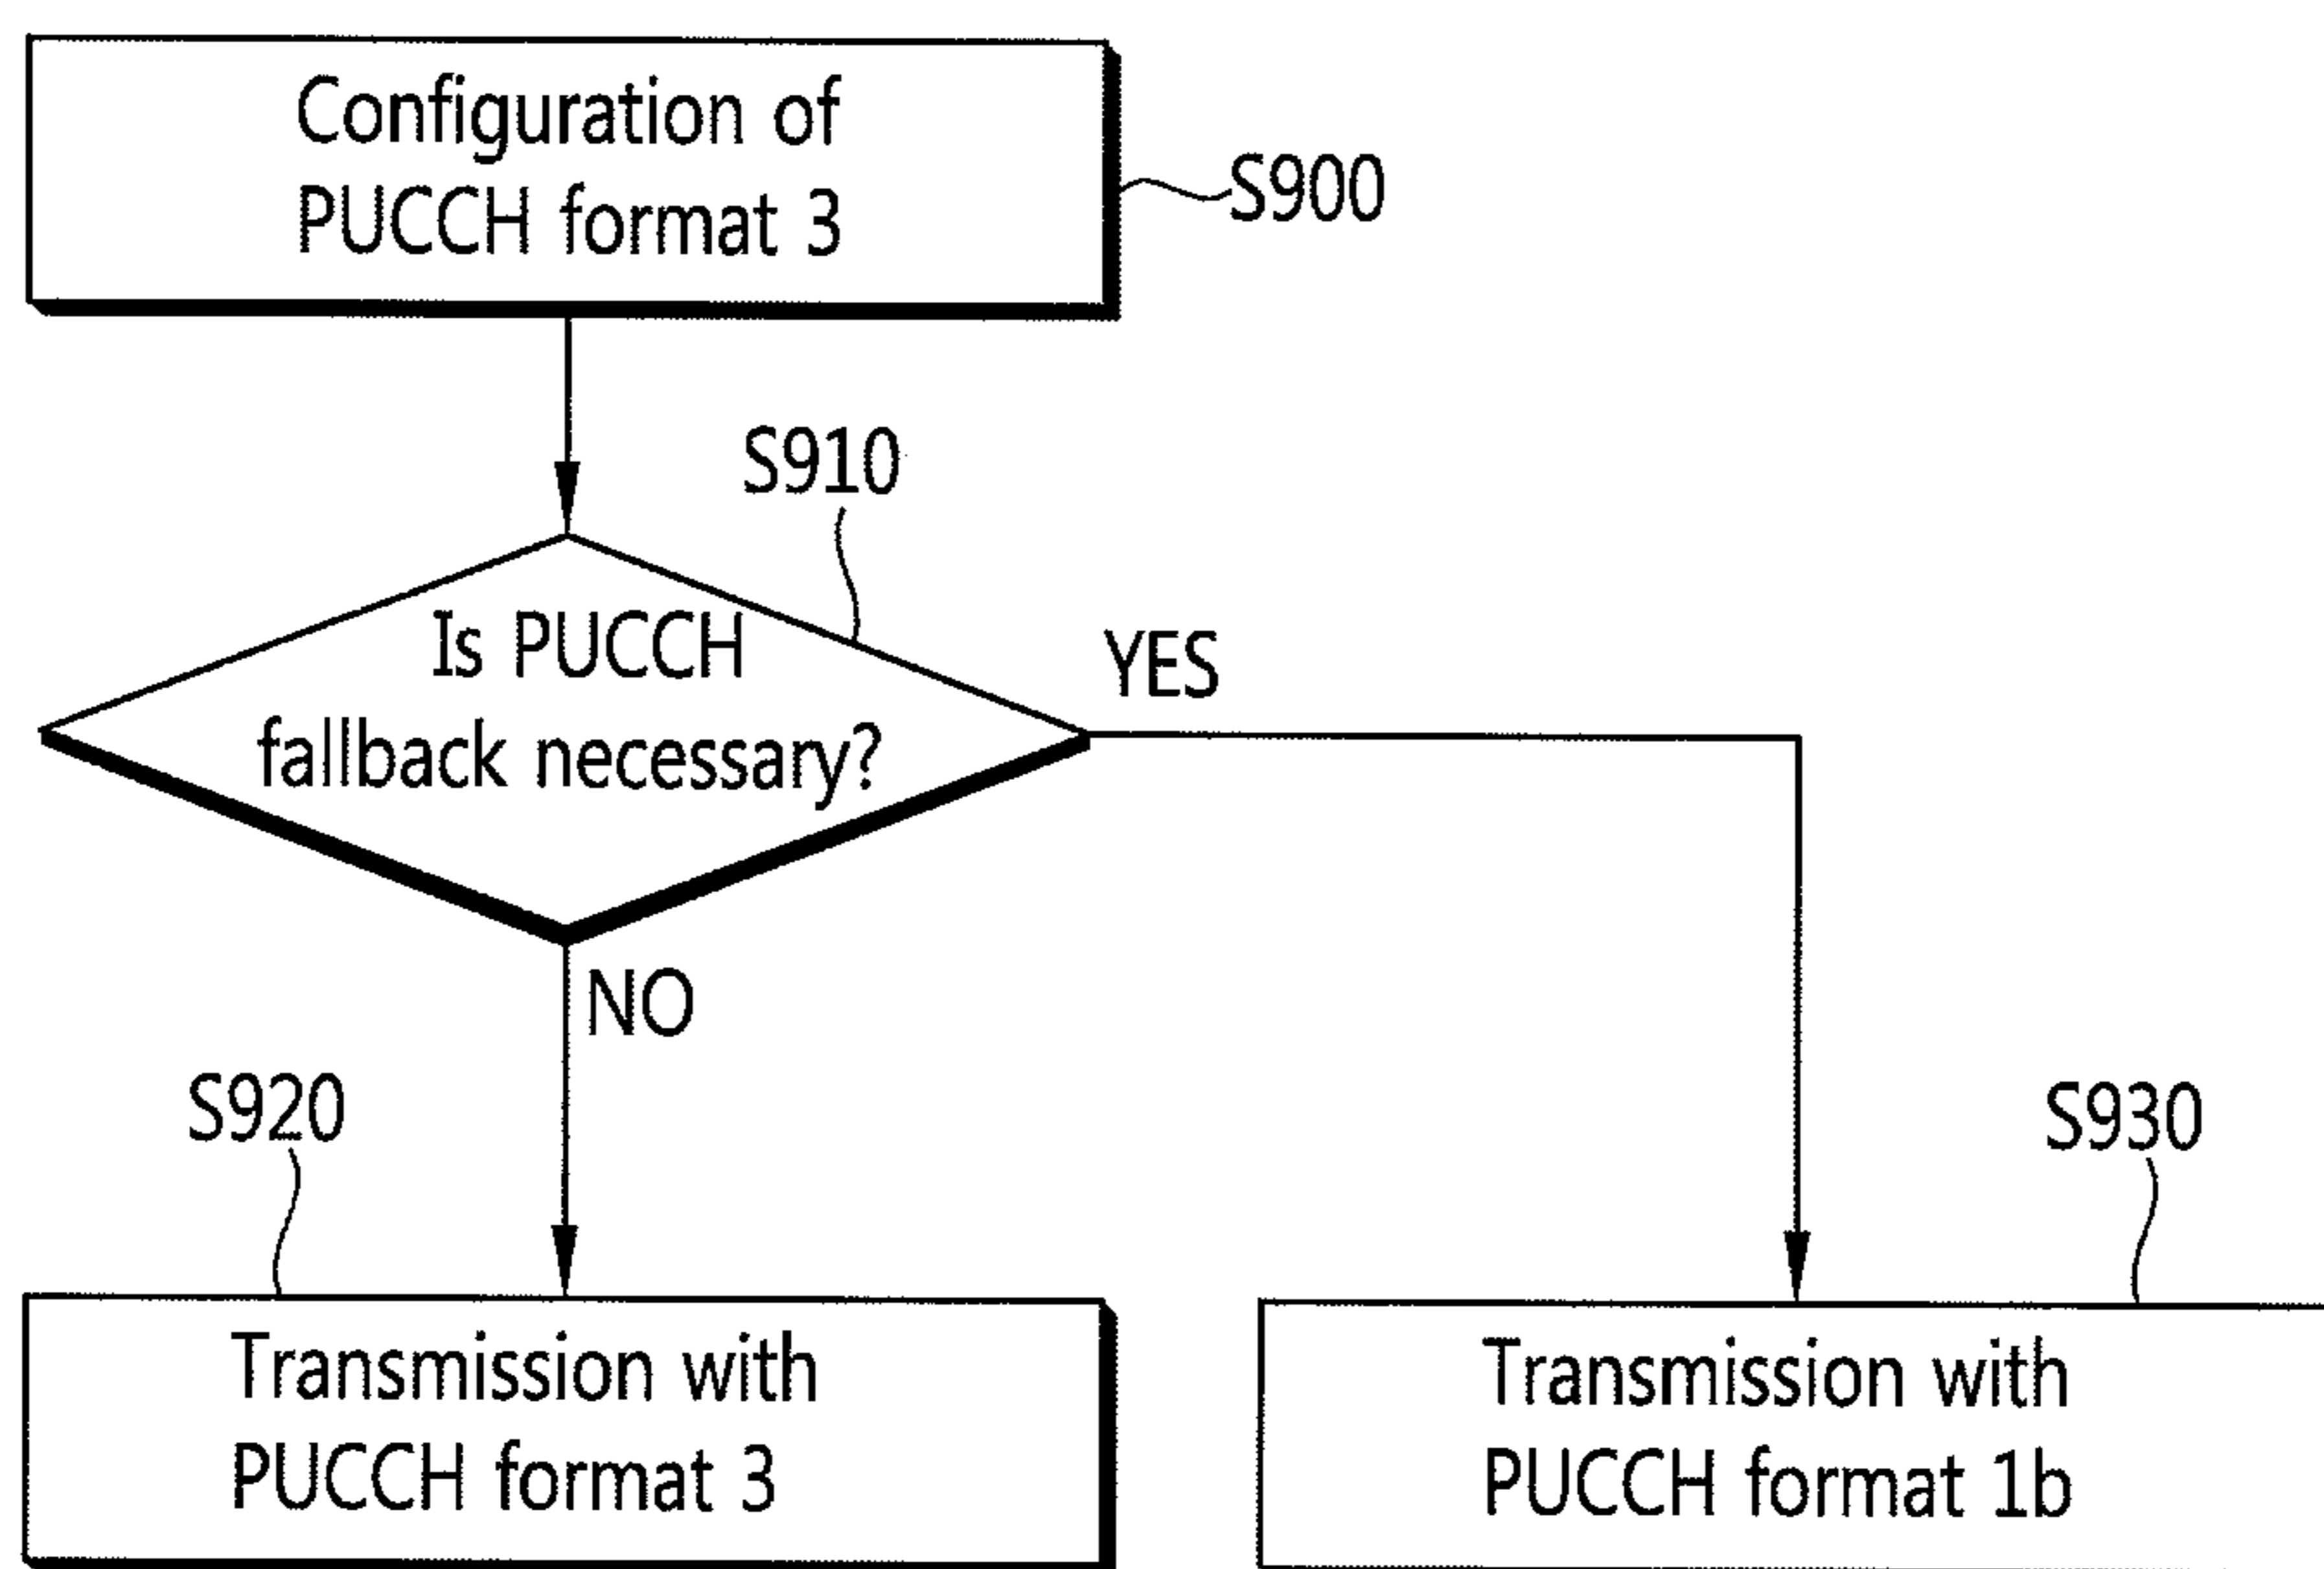 Configuration of
PUCCH format 3
S900
S910
Is PUCCH
fallback necessary?
YES
NO
S920
S930
Transmission with
PUCCH format 3
Transmission with
PUCCH format 1b